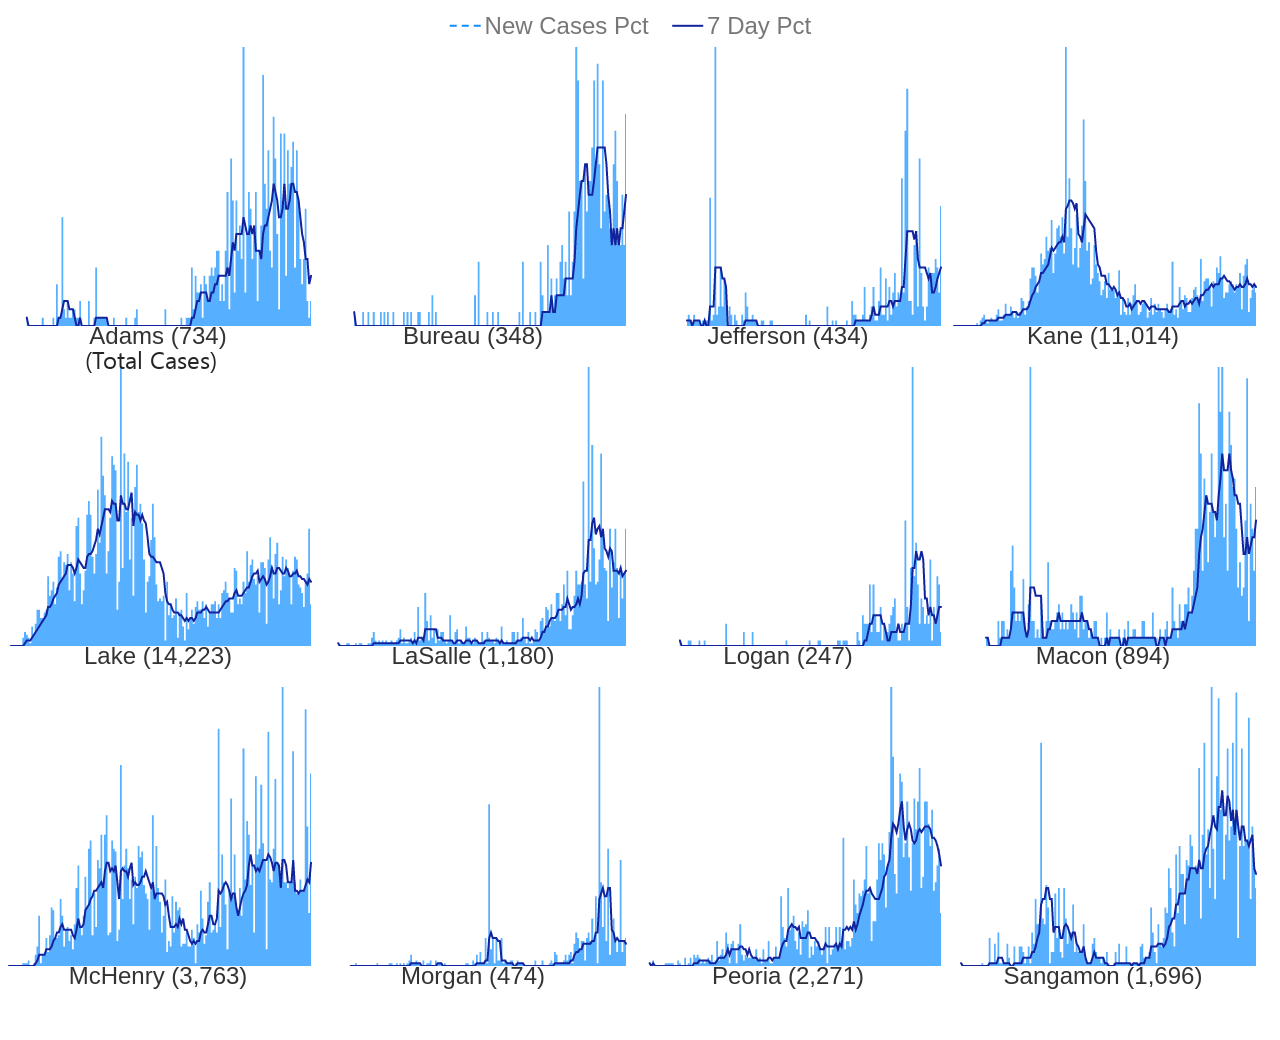 New Cases Pct 7 Day Pct
Adams (734) Bureau (348) Jefferson (434) Kane (11,014)
(Total Cases)
Lake (14,223) LaSalle (1,180) Logan (247) Macon (894)
McHenry (3,763) Morgan (474) Peoria (2,271) Sangamon (1,696)